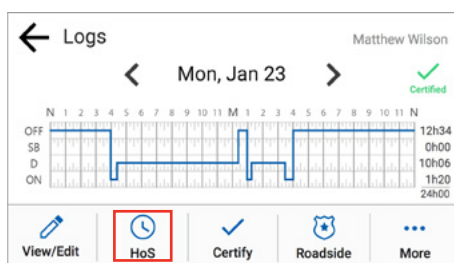 Logs
Matthew Wilson
Mon, Jan 23
Certified
N 1 2 3 4 5 6 7 8 9 10 11 M 1 2 3 4 5 6 7 8 9 10 11 N
OFF 12h34
SB 0h00
D 10h06
ON 1h20
24h00
View/Edit HoS Certify Roadside More